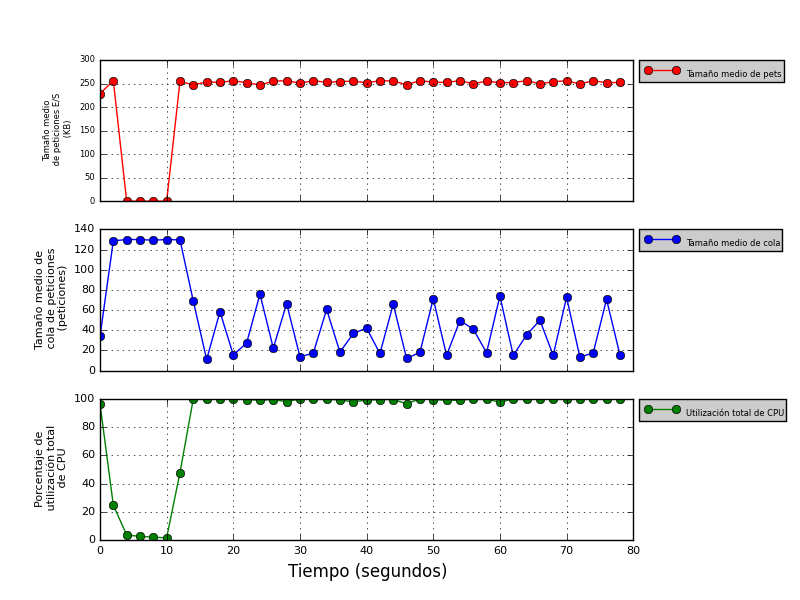 300
250
200
150
100
50
0
Tamaño medio
de peticiones E/S
(KB)
Tamaño medio de pets
140
120
100
80
60
40
20
0
Tamaño medio de
cola de peticiones
(peticiones)
Tamaño medio de cola
100
80
60
40
20
0
Porcentaje de
utilización total
de CPU
Utilización total de CPU
0 10 20 30 40 50 60 70 80
Tiempo (segundos)